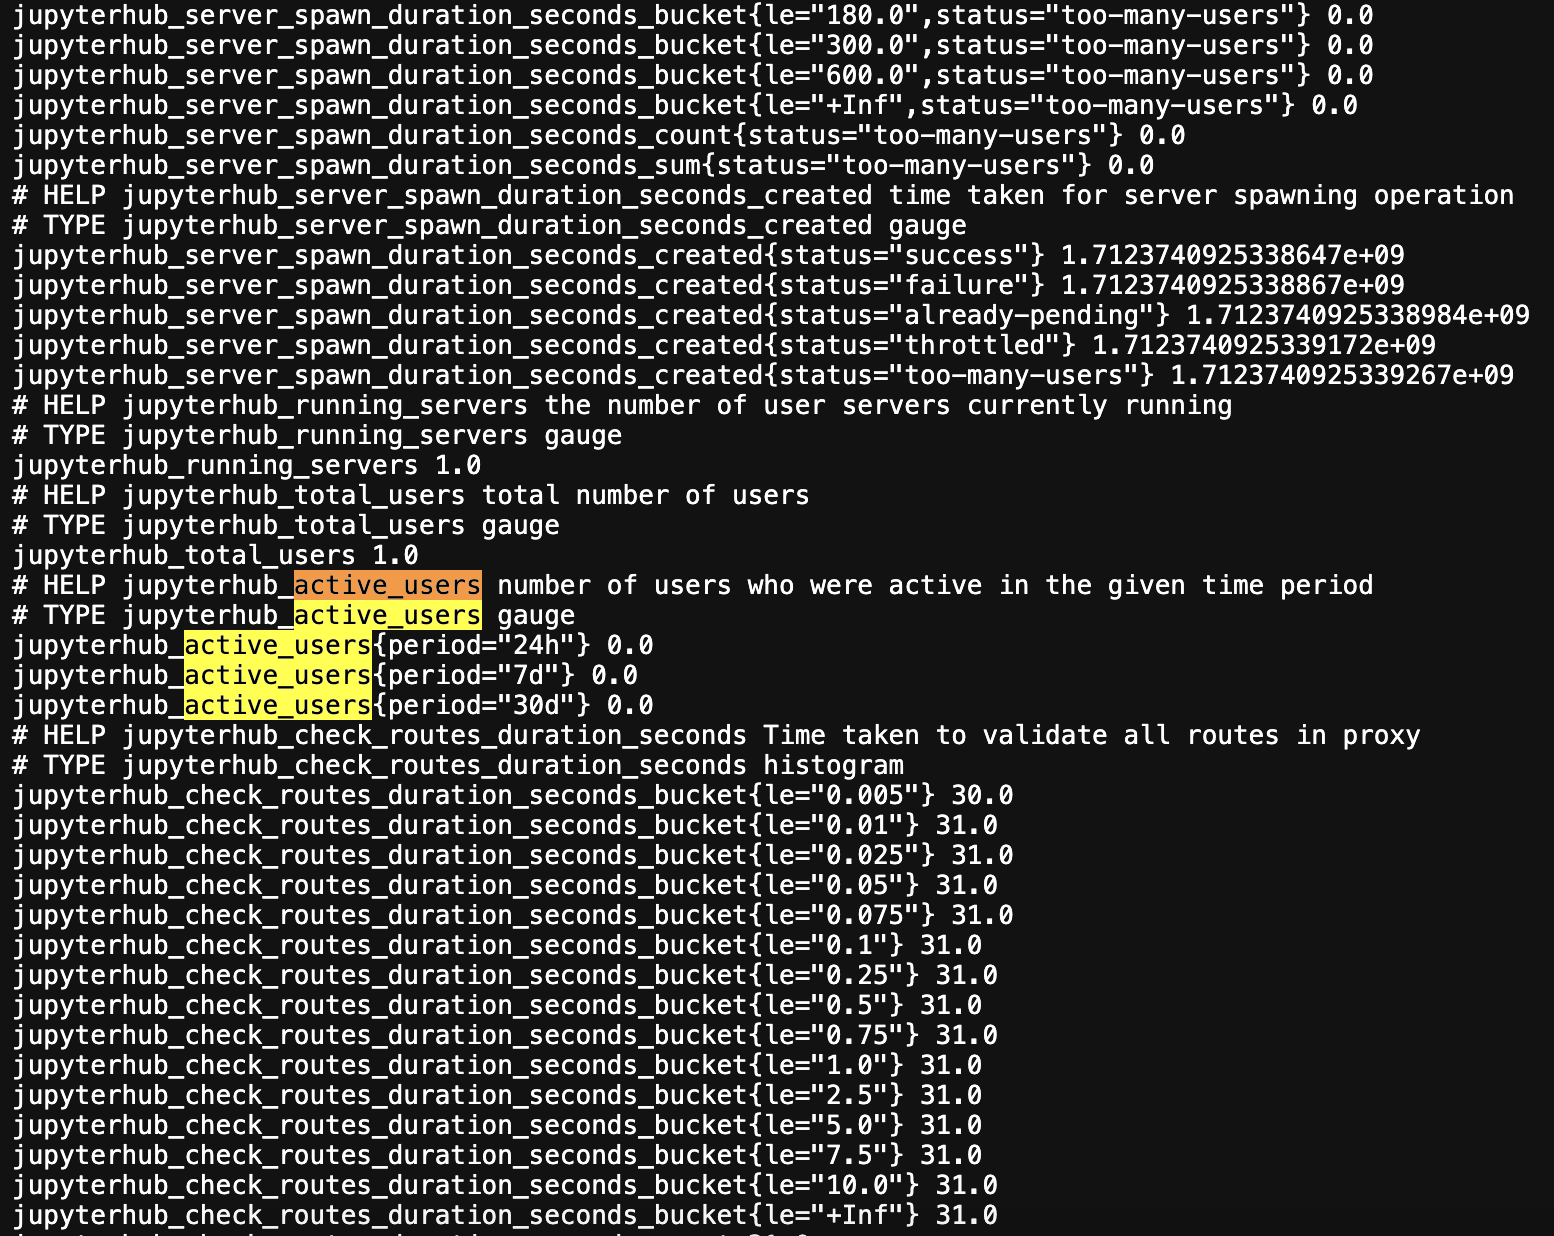 jupyterhub_server_spawn_duration_seconds_bucket{le="180.0",status="too-many-users"} 0.0
jupyterhub_server_spawn_duration_seconds_bucket{le="300.0",status="too-many-users"} 0.0
jupyterhub_server_spawn_duration_seconds_bucket{le="600.0",status="too-many-users"} 0.0
jupyterhub_server_spawn_duration_seconds_bucket{le="+Inf",status="too-many-users"} 0.0
jupyterhub_server_spawn_duration_seconds_count{status="too-many-users"} 0.0
jupyterhub_server_spawn_duration_seconds_sum{status="too-many-users"} 0.0
# HELP jupyterhub_server_spawn_duration_seconds_created time taken for server spawning operation
# TYPE jupyterhub_server_spawn_duration_seconds_created gauge
jupyterhub_server_spawn_duration_seconds_created{status="success"} 1.7123740925338647e+09
jupyterhub_server_spawn_duration_seconds_created{status="failure"} 1.7123740925338867e+09
jupyterhub_server_spawn_duration_seconds_created{status="already-pending"} 1.7123740925338984e+09
jupyterhub_server_spawn_duration_seconds_created{status="throttled"} 1.7123740925339172e+09
jupyterhub_server_spawn_duration_seconds_created{status="too-many-users"} 1.7123740925339267e+09
# HELP jupyterhub_running_servers the number of user servers currently running
# TYPE jupyterhub_running_servers gauge
jupyterhub_running_servers 1.0
# HELP jupyterhub_total_users total number of users
# TYPE jupyterhub_total_users gauge
jupyterhub_total_users 1.0
# HELP jupyterhub_active_users number of users who were active in the given time period
# TYPE jupyterhub_active_users gauge
jupyterhub_active_users{period="24h"} 0.0
jupyterhub_active_users{period="7d"} 0.0
jupyterhub_active_users{period="30d"} 0.0
# HELP jupyterhub_check_routes_duration_seconds Time taken to validate all routes in proxy
# TYPE jupyterhub_check_routes_duration_seconds histogram
jupyterhub_check_routes_duration_seconds_bucket{le="0.005"} 30.0
jupyterhub_check_routes_duration_seconds_bucket{le="0.01"} 31.0
jupyterhub_check_routes_duration_seconds_bucket{le="0.025"} 31.0
jupyterhub_check_routes_duration_seconds_bucket{le="0.05"} 31.0
jupyterhub_check_routes_duration_seconds_bucket{le="0.075"} 31.0
jupyterhub_check_routes_duration_seconds_bucket{le="0.1"} 31.0
jupyterhub_check_routes_duration_seconds_bucket{le="0.25"} 31.0
jupyterhub_check_routes_duration_seconds_bucket{le="0.5"} 31.0
jupyterhub_check_routes_duration_seconds_bucket{le="0.75"} 31.0
jupyterhub_check_routes_duration_seconds_bucket{le="1.0"} 31.0
jupyterhub_check_routes_duration_seconds_bucket{le="2.5"} 31.0
jupyterhub_check_routes_duration_seconds_bucket{le="5.0"} 31.0
jupyterhub_check_routes_duration_seconds_bucket{le="7.5"} 31.0
jupyterhub_check_routes_duration_seconds_bucket{le="10.0"} 31.0
jupyterhub_check_routes_duration_seconds_bucket{le="+Inf"} 31.0